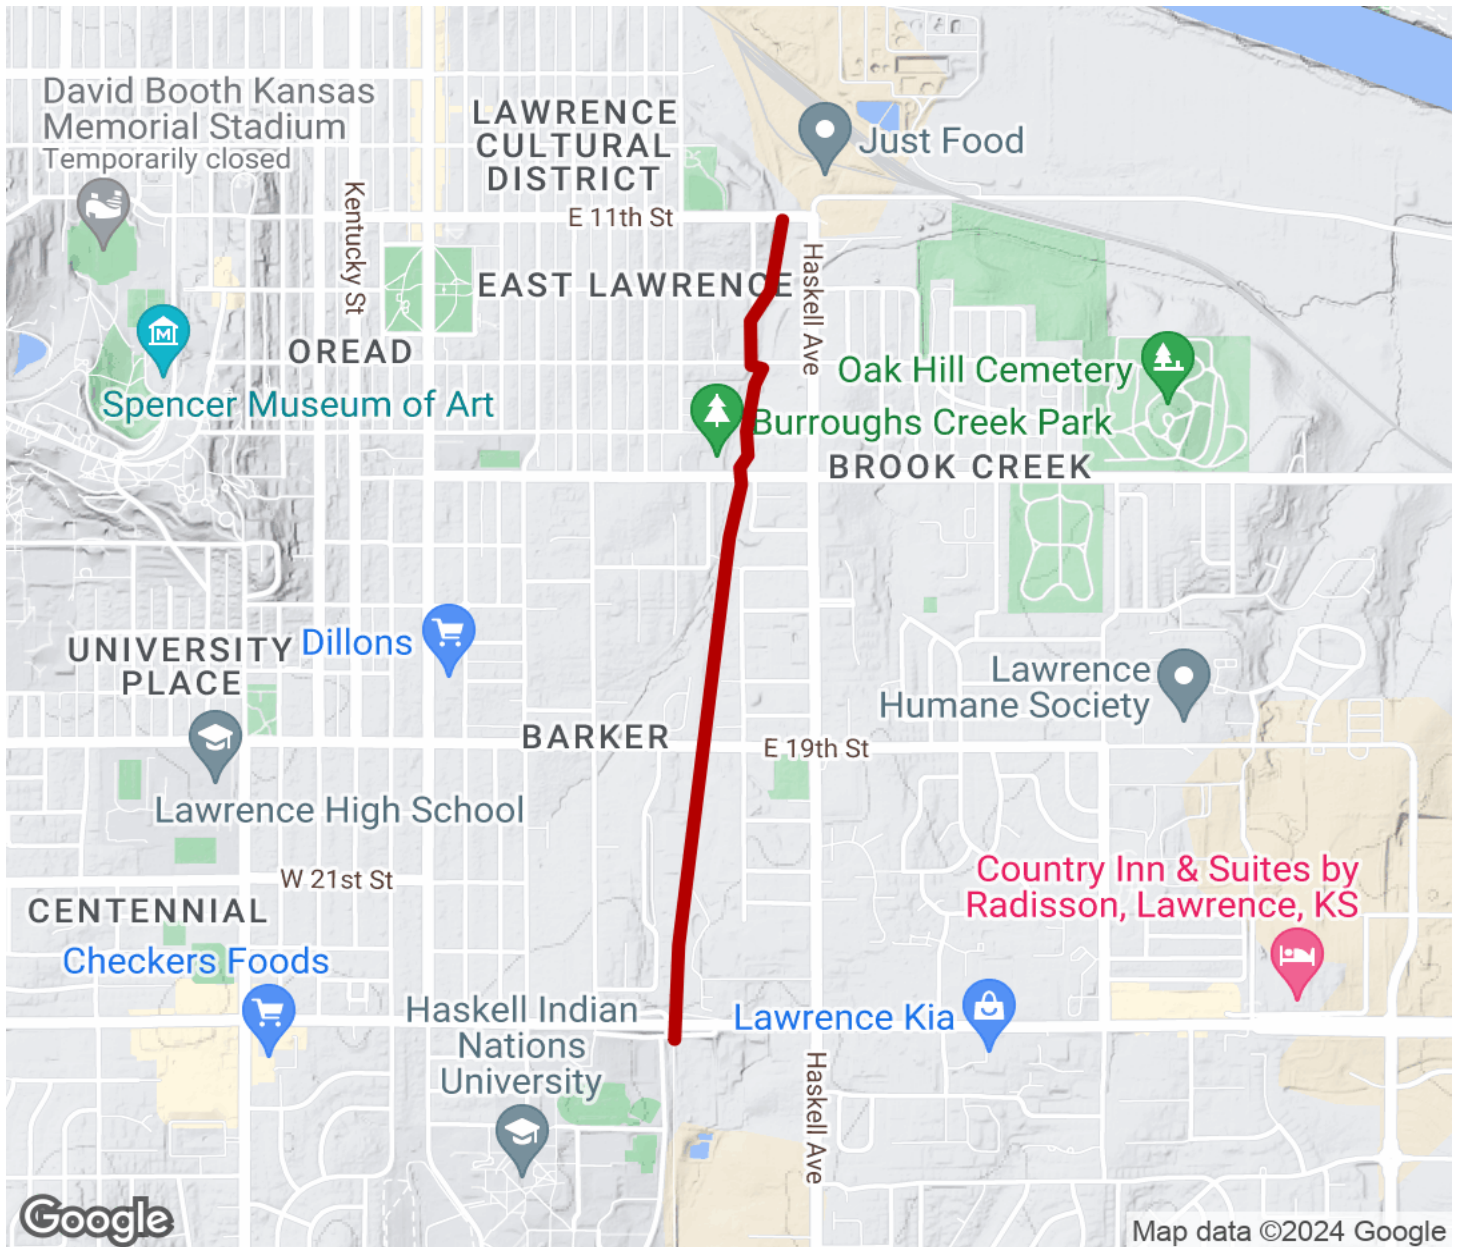 David Booth Kansas
Memorial Stadium
Temporarily closed
LAWRENCE
CULTURAL
DISTRICT
Just Food
Kentucky St
E 11th St
Haskell Ave
EAST LAWRENCE
OREAD
Oak Hill Cemetery
Spencer Museum of Art
Burroughs Creek Park
BROOK CREEK
UNIVERSITY
PLACE
Dillons
Lawrence
Humane Society
BARKER
E 19th St
Lawrence High School
W 21st St
Country Inn & Suites by
Radisson, Lawrence, KS
CENTENNIAL
Checkers Foods
Haskell Indian
Nations
University
Lawrence Kia
Haskell Ave
Google
Map data ©2024 Google